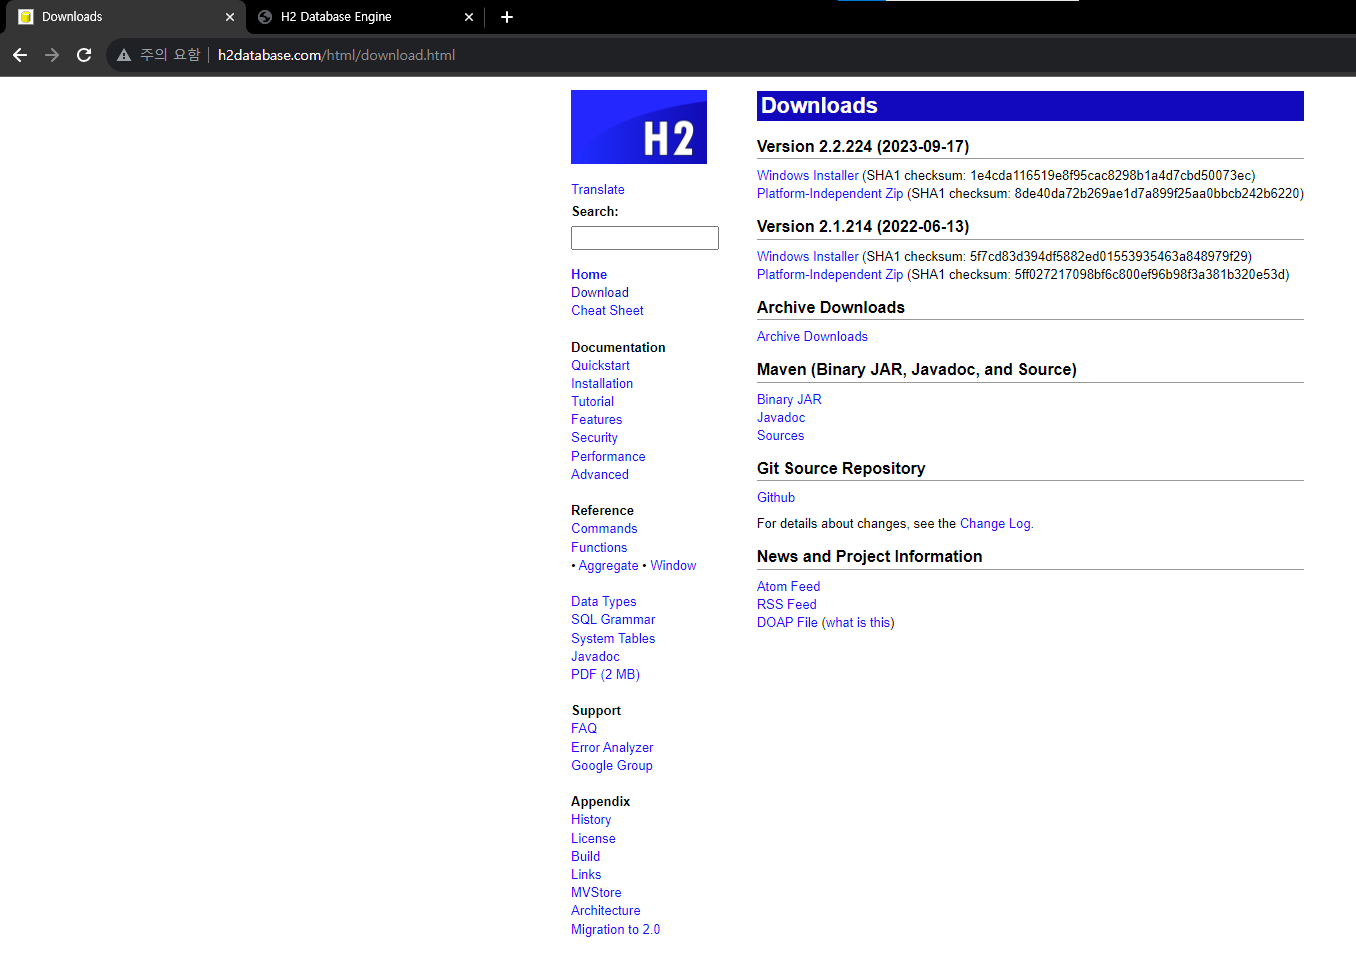 Downloads
H2 Database Engine
주의 요함
h2database.com/html/download.html
H2
Translate
Search:
Home
Download
Cheat Sheet
Documentation
Quickstart
Installation
Tutorial
Features
Security
Performance
Advanced
Reference
Commands
Functions
• Aggregate • Window
Data Types
SQL Grammar
System Tables
Javadoc
PDF (2 MB)
Support
FAQ
Error Analyzer
Google Group
Appendix
History
License
Build
Links
MVStore
Architecture
Migration to 2.0
Downloads
Version 2.2.224 (2023-09-17)
Windows Installer (SHA1 checksum: 1e4cda116519e8f95cac8298b1a4d7cbd50073ec)
Platform-Independent Zip (SHA1 checksum: 8de40da72b269ae1d7a899f25aa0bbcb242b6220)
Version 2.1.214 (2022-06-13)
Windows Installer (SHA1 checksum: 5f7cd83d394df5882ed01553935463a848979f29)
Platform-Independent Zip (SHA1 checksum: 5ff027217098bf6c800ef96b98f3a381b320e53d)
Archive Downloads
Archive Downloads
Maven (Binary JAR, Javadoc, and Source)
Binary JAR
Javadoc
Sources
Git Source Repository
Github
For details about changes, see the Change Log.
News and Project Information
Atom Feed
RSS Feed
DOAP File (what is this)